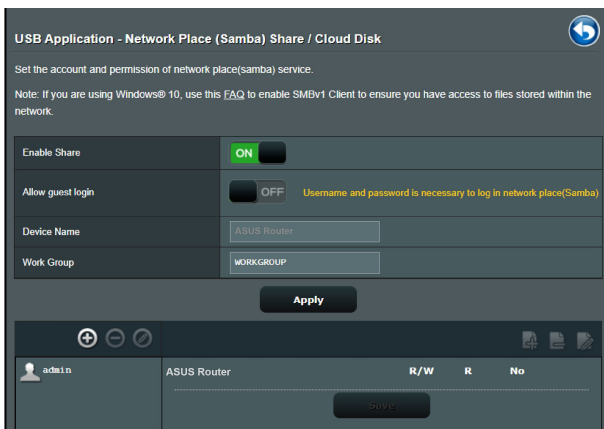 USB Application - Network Place (Samba) Share / Cloud Disk
Set the account and permission of network place(samba) service.
Note: If you are using Windows® 10, use this FAQ to enable SMBv1 Client to ensure you have access to files stored within the
network.
Enable Share ON
Allow guest login OFF Username and password is necessary to log in network place(Samba)
Device Name ASUS Router
Work Group WORKGROUP
Apply
admin ASUS Router R/W R No
Save